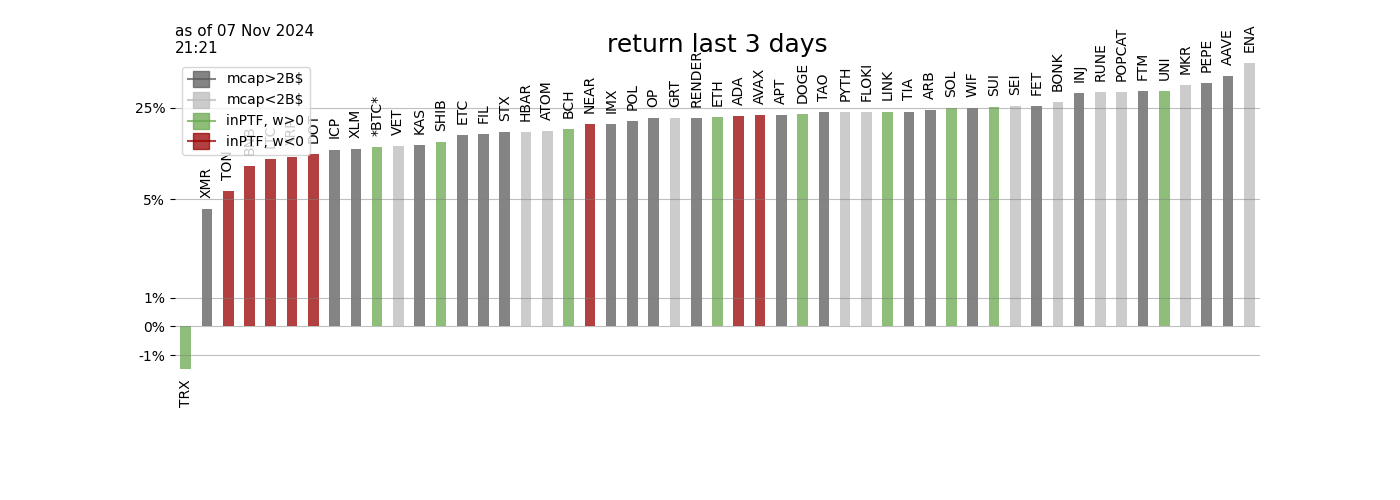 as of 07 Nov 2024
21:21
return last 3 days
mcap>2B$
mcap<2B$
inPTF, w>0
inPTF, w<0
25%
5%
1%
0%
-1%
TRX
XMR
TON
BNB
LTC
DOT
ICP
XLM
*BTC*
VET
KAS
SHIB
ETC
FIL
STX
HBAR
ATOM
BCH
NEAR
IMX
POL
OP
GRT
RENDER
ETH
ADA
AVAX
APT
DOGE
TAO
PYTH
FLOKI
LINK
TIA
ARB
SOL
WIF
SUI
SEI
FET
BONK
INJ
RUNE
POPCAT
FTM
UNI
MKR
PEPE
AAVE
ENA